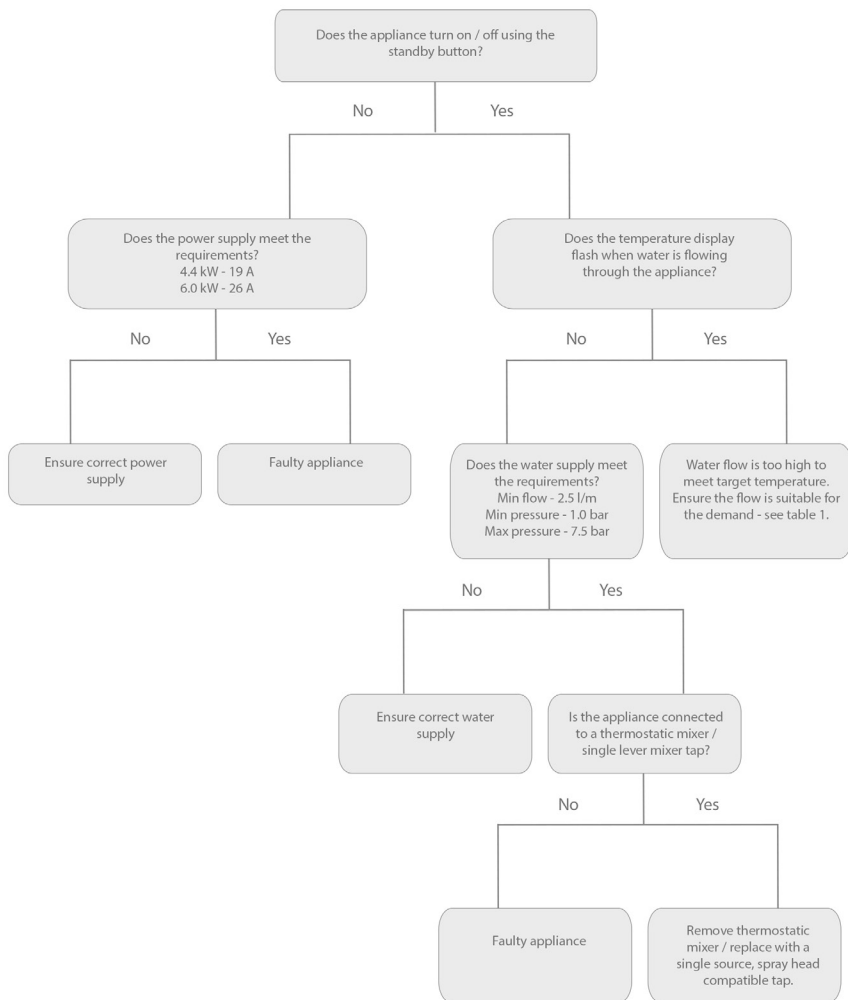 Does the appliance turn on / off using the
standby button?
No
Yes
Does the power supply meet the
requirements?
4.4 kW - 19 A
6.0 kW - 26 A
Does the temperature display
flash when water is flowing
through the appliance?
No
Yes
No
Yes
Ensure correct power
supply
Faulty appliance
Does the water supply meet
the requirements?
Min flow - 2.5 l/m
Min pressure - 1.0 bar
Max pressure - 7.5 bar
Water flow is too high to
meet target temperature.
Ensure the flow is suitable for
the demand - see table 1.
No
Yes
Ensure correct water
supply
Is the appliance connected
to a thermostatic mixer /
single lever mixer tap?
No
Yes
Faulty appliance
Remove thermostatic
mixer / replace with a
single source, spray head
compatible tap.